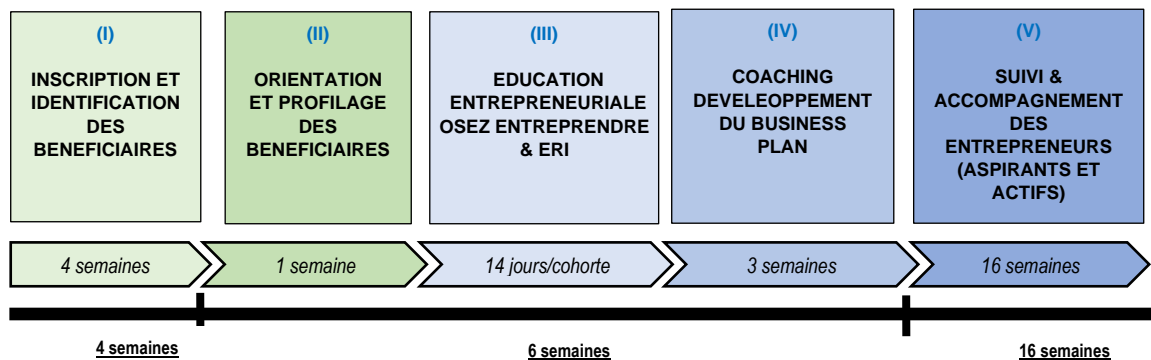 (I)
INSCRIPTION ET
IDENTIFICATION
DES
BENEFICIAIRES
(II)
ORIENTATION
ET PROFILAGE
DES
BENEFICIAIRES
(III)
EDUCATION
ENTREPRENEURIALE
OSEZ ENTREPRENDRE
& ERI
(IV)
COACHING
DEVELEOPPEMENT
DU BUSINESS
PLAN
(V)
SUIVI &
ACCOMPAGNEMENT
DES
ENTREPRENEURS
(ASPIRANTS ET
ACTIFS)
4 semaines
1 semaine
14 jours/cohorte
3 semaines
16 semaines
4 semaines
6 semaines
16 semaines